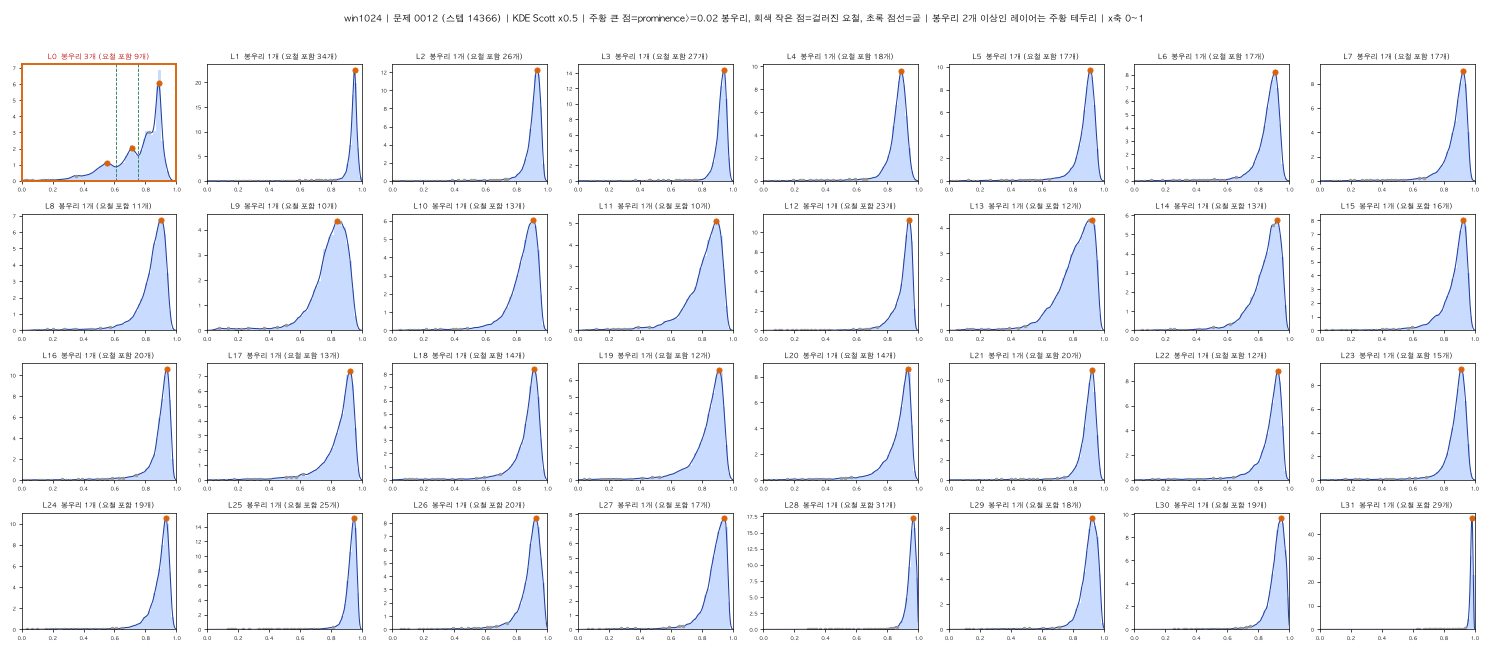 win1024 | 문제 0012 (스텝 14366) | KDE Scott x0.5 | 주황 큰 점=prominence>=0.02 봉우리, 회색 작은 점=걸러진 요철, 초록 점선=골 | 봉우리 2개 이상인 레이어는 주황 테두리 | x축 0~1
L0 봉우리 3개 (요철 포함 9개)
L1 봉우리 1개 (요철 포함 34개)
L2 봉우리 1개 (요철 포함 26개)
L3 봉우리 1개 (요철 포함 27개)
L4 봉우리 1개 (요철 포함 18개)
L5 봉우리 1개 (요철 포함 17개)
L6 봉우리 1개 (요철 포함 17개)
L7 봉우리 1개 (요철 포함 17개)
L8 봉우리 1개 (요철 포함 11개)
L9 봉우리 1개 (요철 포함 10개)
L10 봉우리 1개 (요철 포함 13개)
L11 봉우리 1개 (요철 포함 10개)
L12 봉우리 1개 (요철 포함 23개)
L13 봉우리 1개 (요철 포함 12개)
L14 봉우리 1개 (요철 포함 13개)
L15 봉우리 1개 (요철 포함 16개)
L16 봉우리 1개 (요철 포함 20개)
L17 봉우리 1개 (요철 포함 13개)
L18 봉우리 1개 (요철 포함 14개)
L19 봉우리 1개 (요철 포함 12개)
L20 봉우리 1개 (요철 포함 14개)
L21 봉우리 1개 (요철 포함 20개)
L22 봉우리 1개 (요철 포함 12개)
L23 봉우리 1개 (요철 포함 15개)
L24 봉우리 1개 (요철 포함 19개)
L25 봉우리 1개 (요철 포함 25개)
L26 봉우리 1개 (요철 포함 20개)
L27 봉우리 1개 (요철 포함 17개)
L28 봉우리 1개 (요철 포함 31개)
L29 봉우리 1개 (요철 포함 18개)
L30 봉우리 1개 (요철 포함 19개)
L31 봉우리 1개 (요철 포함 29개)